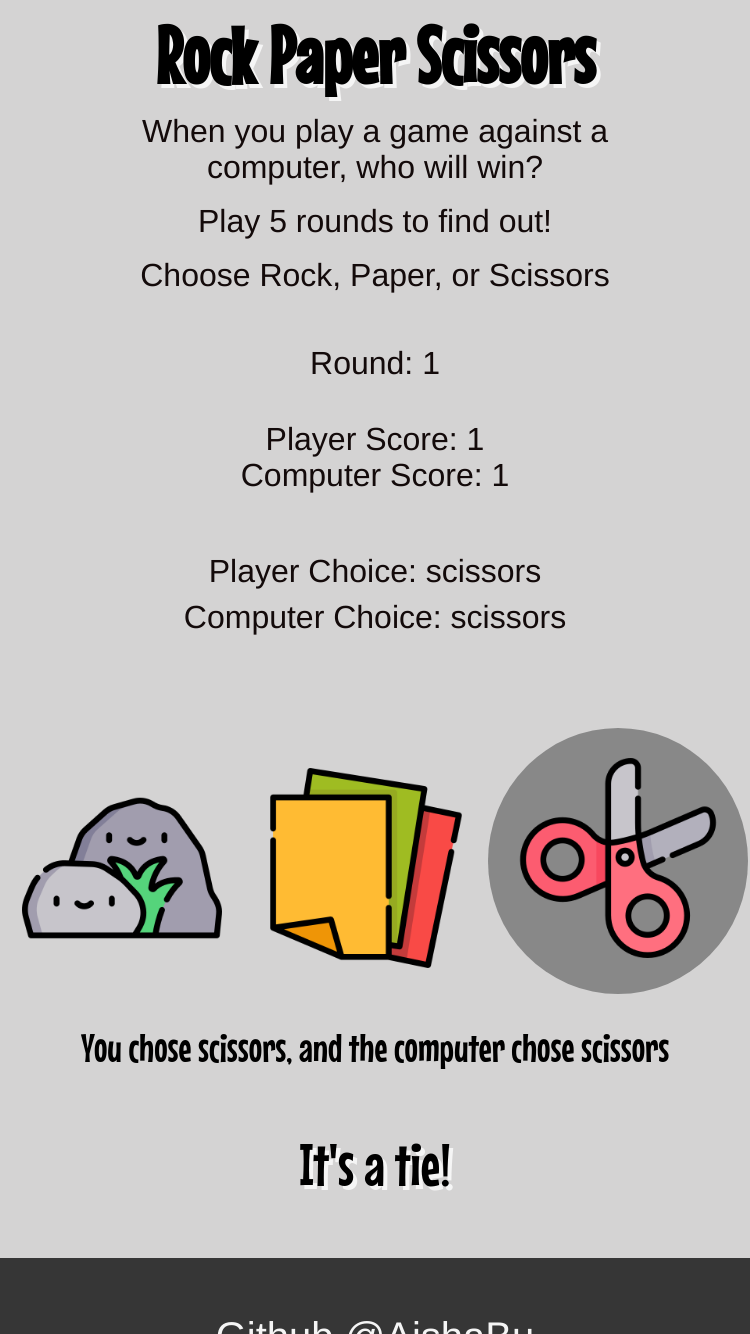 Rock Paper Scissors
When you play a game against a
computer, who will win?
Play 5 rounds to find out!
Choose Rock, Paper, or Scissors
Round: 1
Player Score: 1
Computer Score: 1
Player Choice: scissors
Computer Choice: scissors
You chose scissors, and the computer chose scissors
It's a tie!
Github @AishaBu